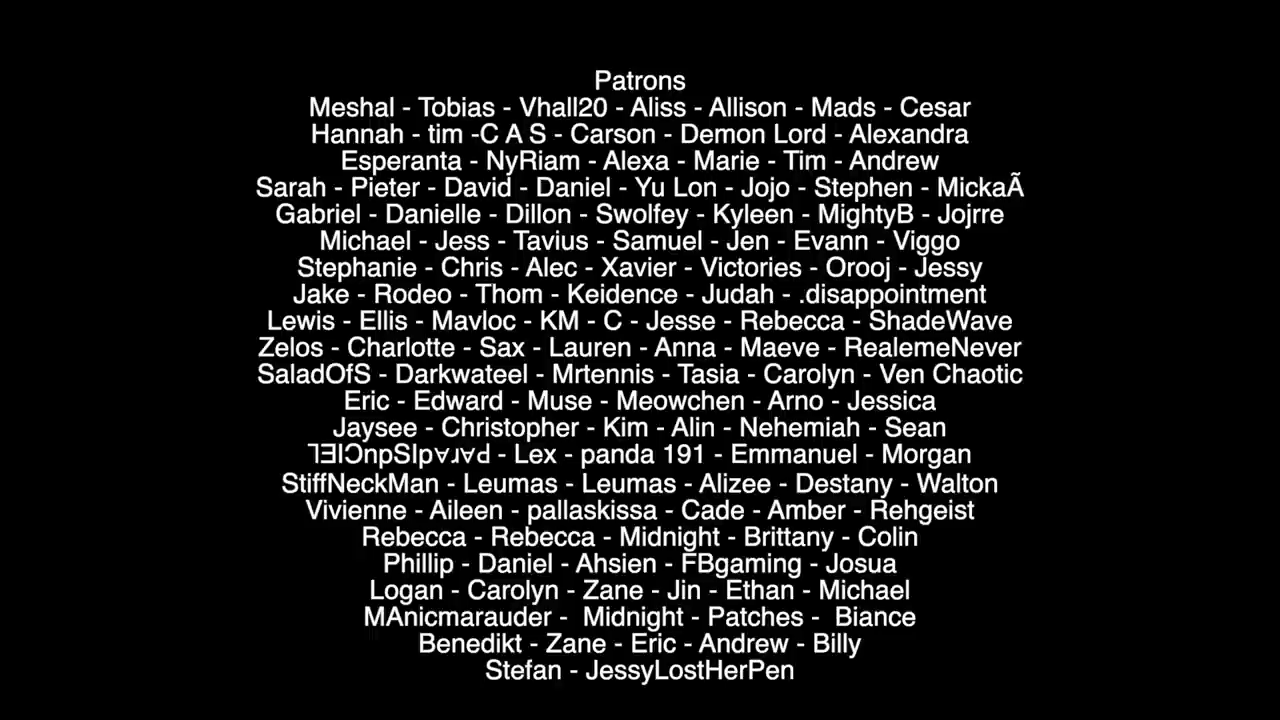 Patrons
Meshal - Tobias - Vhall20 - Aliss - Allison - Mads - Cesar
Hannah - tim -C A S - Carson - Demon Lord - Alexandra
Esperanta - NyRiam - Alexa - Marie - Tim - Andrew
Sarah - Pieter - David - Daniel - Yu Lon - Jojo - Stephen - MickaÃ
Gabriel - Danielle - Dillon - Swolfey - Kyleen - MightyB - Jojrre
Michael - Jess - Tavius - Samuel - Jen - Evann - Viggo
Stephanie - Chris - Alec - Xavier - Victories - Orooj - Jessy
Jake - Rodeo - Thom - Keidence - Judah - .disappointment
Lewis - Ellis - Mavloc - KM - C - Jesse - Rebecca - ShadeWave
Zelos - Charlotte - Sax - Lauren - Anna - Maeve - RealemeNever
SaladOfS - Darkwateel - Mrtennis - Tasia - Carolyn - Ven Chaotic
Eric - Edward - Muse - Meowchen - Arno - Jessica
Jaysee - Christopher - Kim - Alin - Nehemiah - Sean
⅂ƎIƆnpSIpɐɹɐd - Lex - panda 191 - Emmanuel - Morgan
StiffNeckMan - Leumas - Leumas - Alizee - Destany - Walton
Vivienne - Aileen - pallaskissa - Cade - Amber - Rehgeist
Rebecca - Rebecca - Midnight - Brittany - Colin
Phillip - Daniel - Ahsien - FBgaming - Josua
Logan - Carolyn - Zane - Jin - Ethan - Michael
MAnicmarauder -  Midnight - Patches -  Biance
Benedikt - Zane - Eric - Andrew - Billy
Stefan - JessyLostHerPen